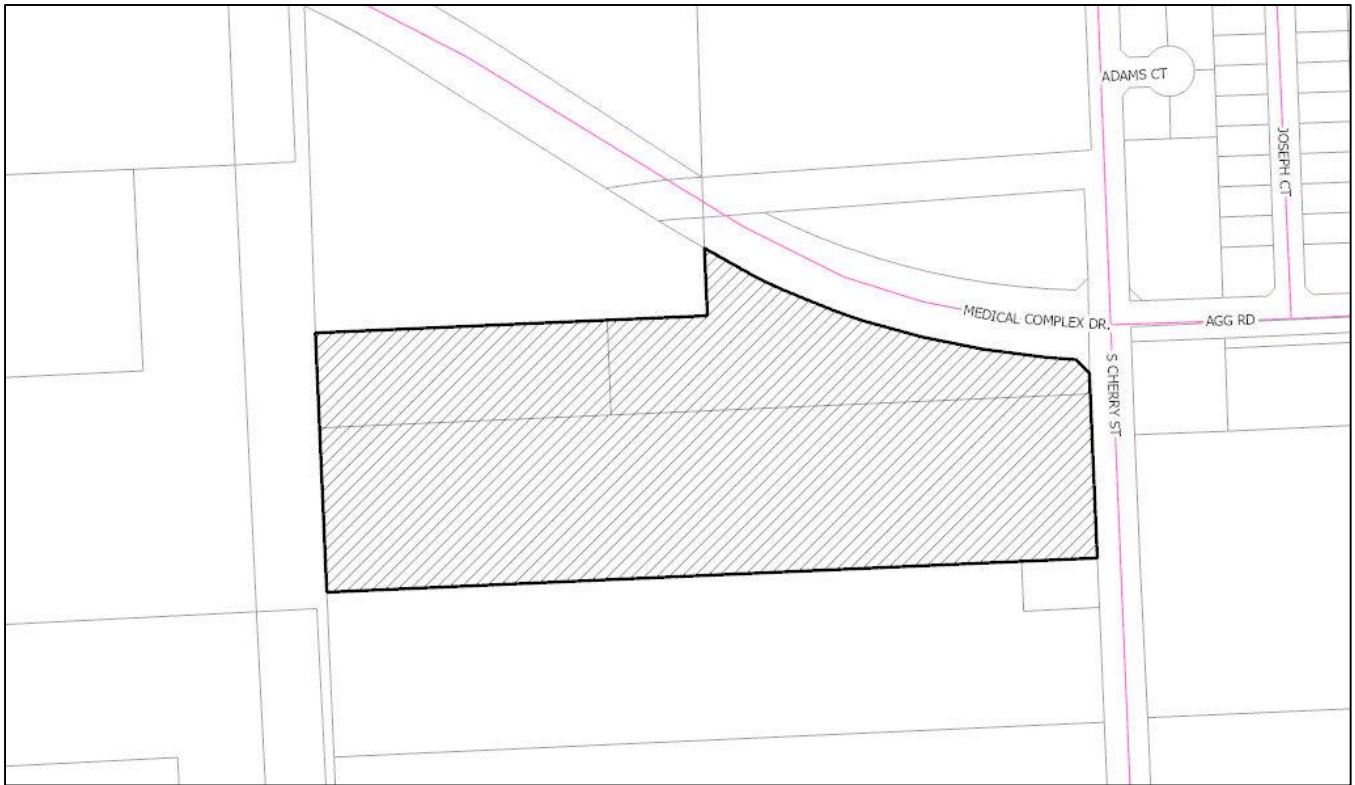 ADAMS CT
JOSEPH CT
MEDICAL COMPLEX DR.
AGG RD
S CHERRY ST